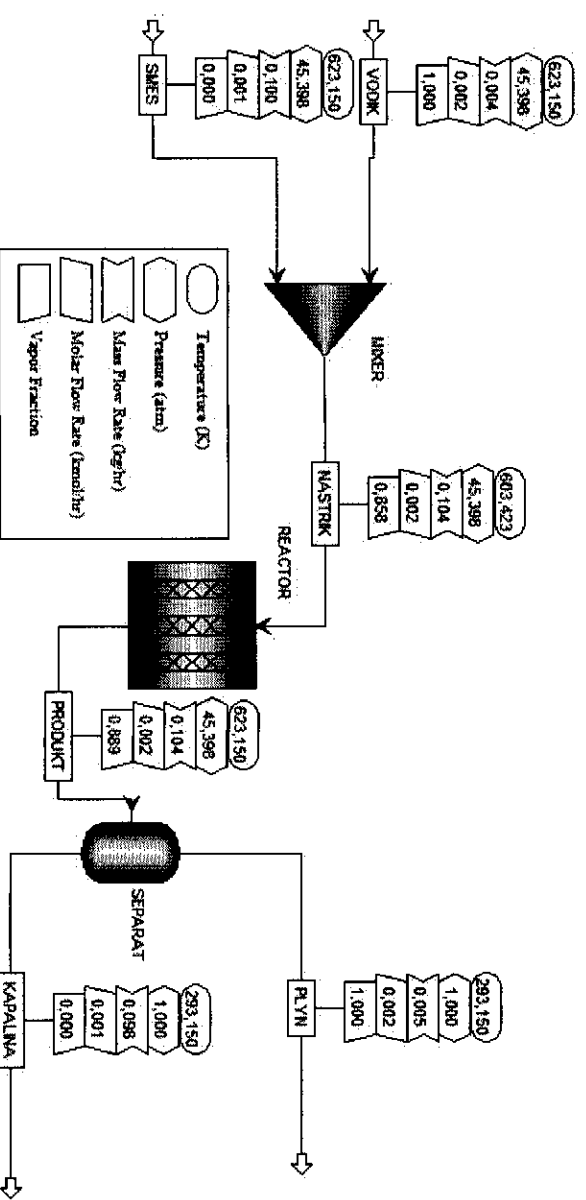 623,150
45,398
0,004
0,002
1,000
VODIK
623,150
45,398
0,100
0,001
0,000
SMES
MIXER
603,423
45,398
0,104
0,002
0,858
NASTRIK
REACTOR
623,150
45,398
0,104
0,002
0,889
PRODUKT
SEPARAT
293,150
1,000
0,005
0,002
1,000
PLYN
293,150
1,000
0,098
0,001
0,000
KAPALINA
Temperature (K)
Pressure (atm)
Mass Flow Rate (kg/hr)
Molar Flow Rate (kmol/hr)
Vapor Fraction